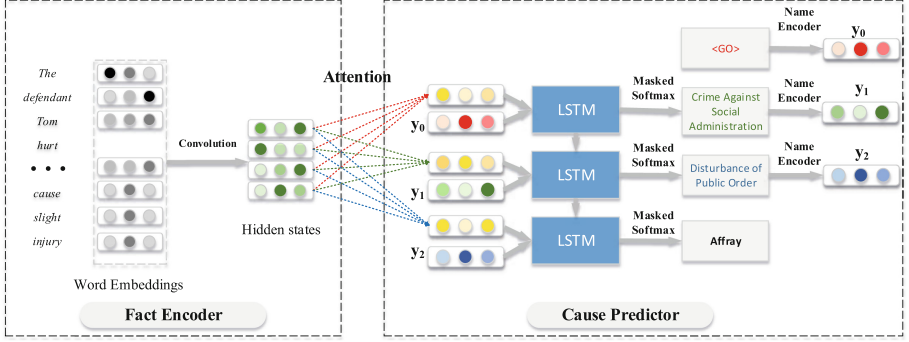 The
defendant
Tom
hurt
• • •
cause
slight
injury
Word Embeddings
Convolution
Hidden states
Fact Encoder
Attention
y0
y1
y2
LSTM
LSTM
LSTM
Masked
Softmax
Masked
Softmax
Masked
Softmax
<GO>
Crime Against
Social
Administration
Disturbance of
Public Order
Affray
Name
Encoder
Name
Encoder
Name
Encoder
y0
y1
y2
Cause Predictor